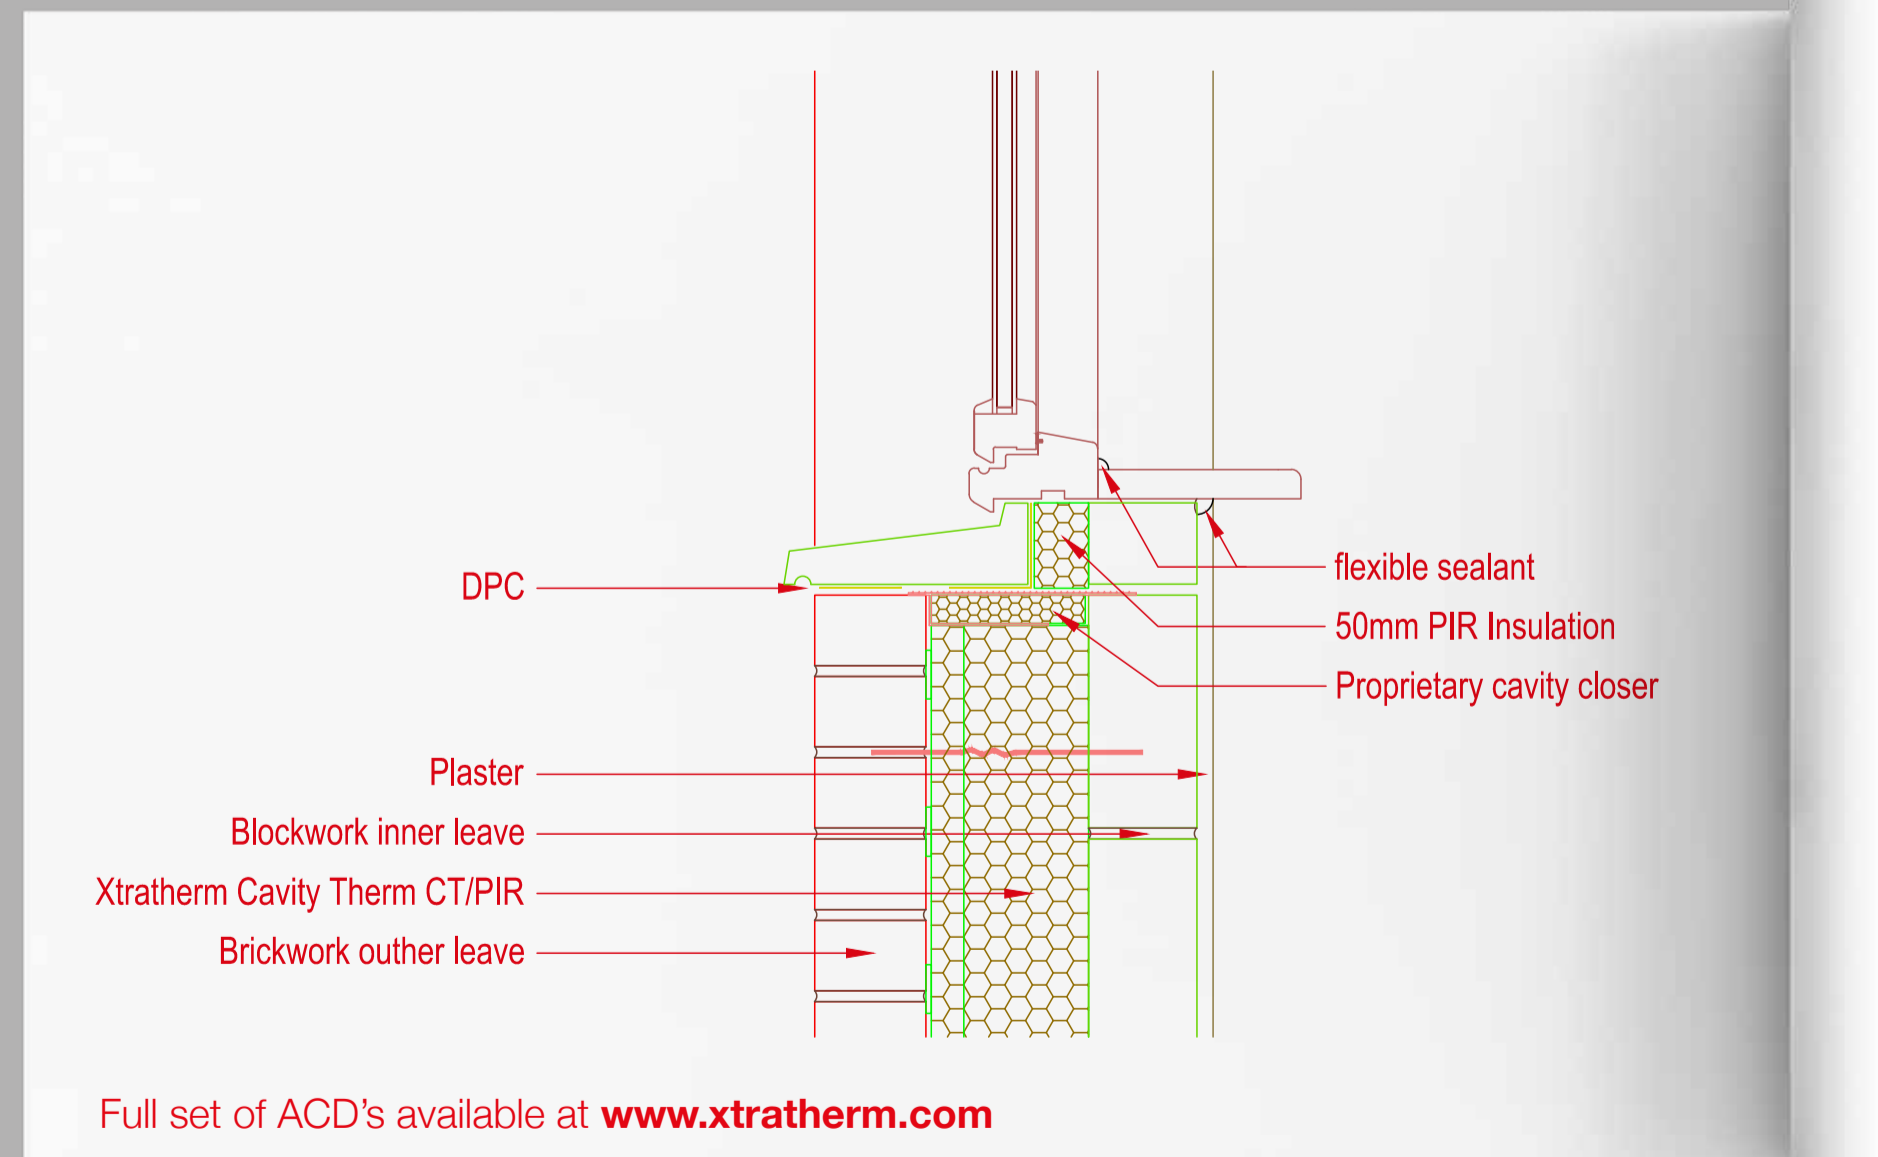 DPC
Plaster
Blockwork inner leave
Xtratherm Cavity Therm CT/PIR
Brickwork outher leave
flexible sealant
50mm PIR Insulation
Proprietary cavity closer
Full set of ACD’s available at www.xtratherm.com